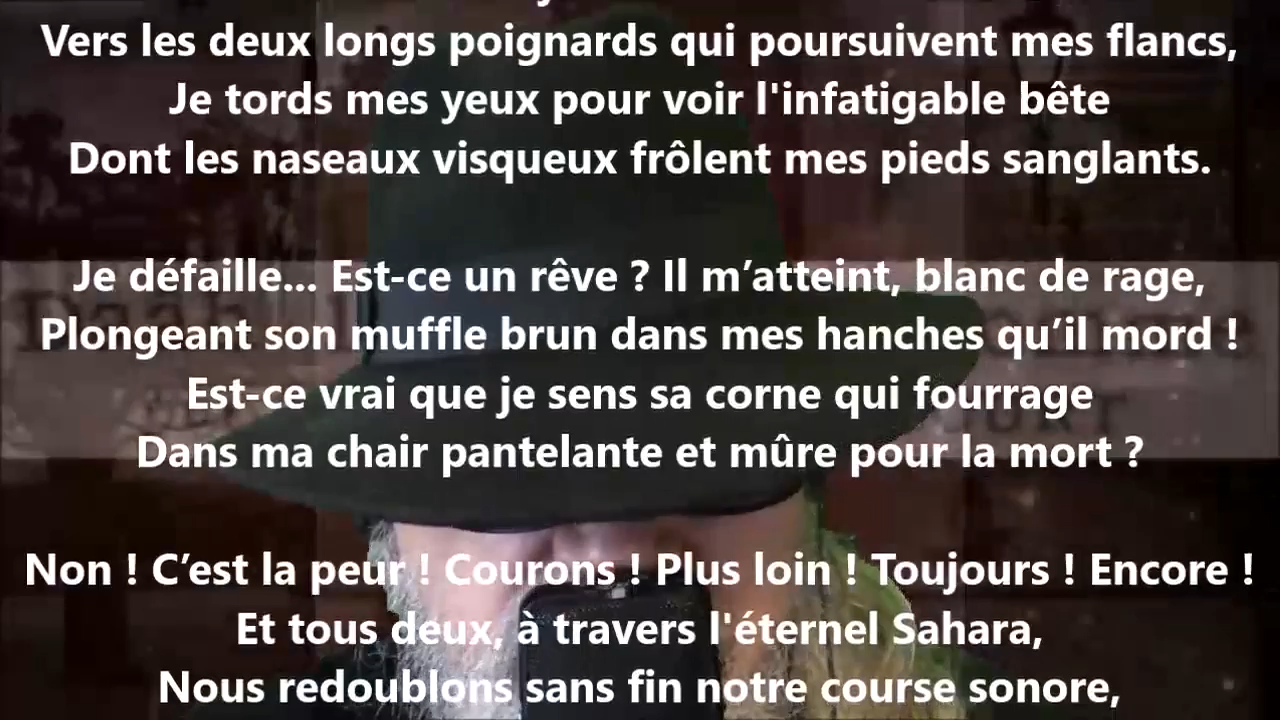 Vers les deux longs poignards qui poursuivent mes flancs,
Je tords mes yeux pour voir l'infatigable bête
Dont les naseaux visqueux frôlent mes pieds sanglants.
Je défaille... Est-ce un rêve ? Il m’atteint, blanc de rage,
Plongeant son muffle brun dans mes hanches qu’il mord !
Est-ce vrai que je sens sa corne qui fourrage
Dans ma chair pantelante et mûre pour la mort ?
Non ! C’est la peur ! Courons ! Plus loin ! Toujours ! Encore !
Et tous deux, à travers l'éternel Sahara,
Nous redoublons sans fin notre course sonore,